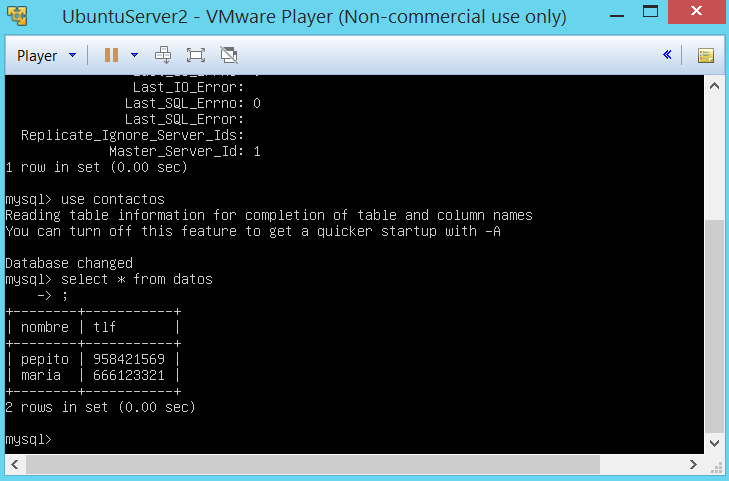 UbuntuServer2 - VMware Player (Non-commercial use only)
Player
Last_IO_Error:
Last_SQL_Errno: 0
Last_SQL_Error:
Replicate_Ignore_Server_Ids:
Master_Server_Id: 1
1 row in set (0.00 sec)
mysql> use contactos
Reading table information for completion of table and column names
You can turn off this feature to get a quicker startup with -A
Database changed
mysql> select * from datos
    -> ;
+--------+-----------+
| nombre | tlf       |
+--------+-----------+
| pepito | 958421569 |
| maria  | 666123321 |
+--------+-----------+
2 rows in set (0.00 sec)
mysql>